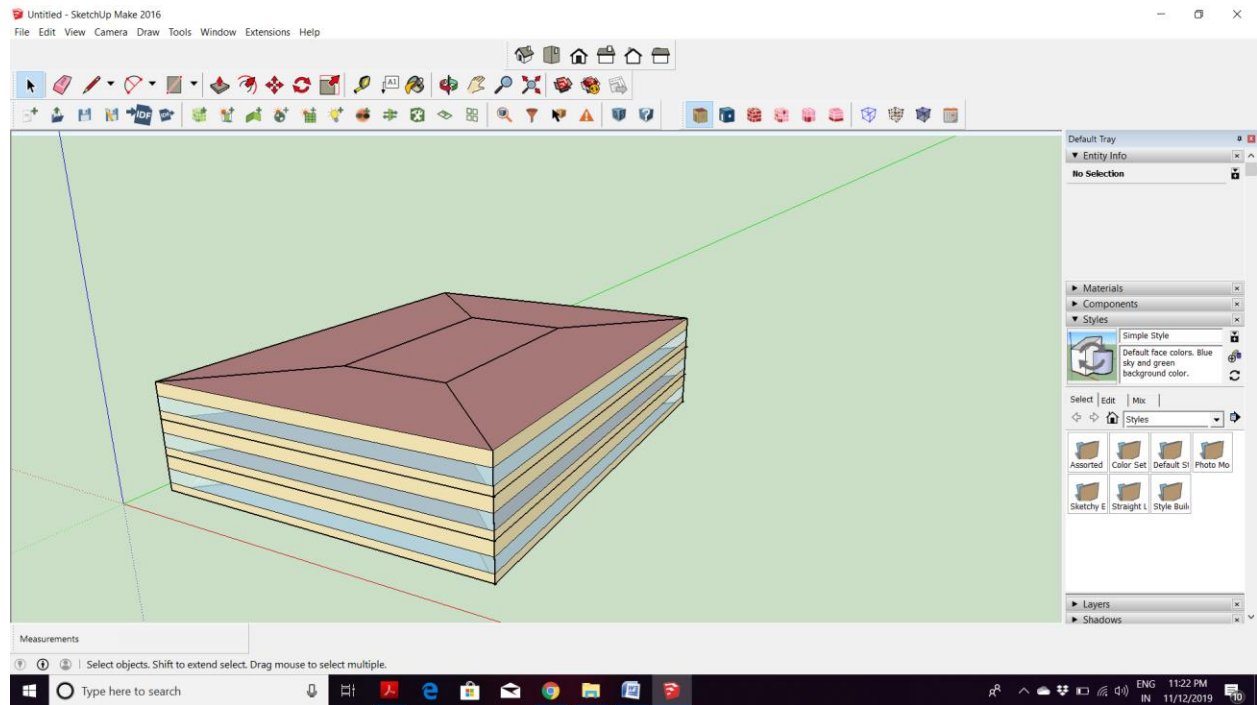 Untitled - SketchUp Make 2016
File Edit View Camera Draw Tools Window Extensions Help
A1
IDF
Default Tray
Entity Info
No Selection
Materials
Components
Styles
Simple Style
Default face colors. Blue
sky and green
background color.
Select Edit Mix
Styles
Assorted Color Set Default St Photo Mo
Sketchy E Straight L Style Buil
Layers
Shadows
Measurements
Select objects. Shift to extend select. Drag mouse to select multiple.
Type here to search
ENG 11:22 PM
IN 11/12/2019
10